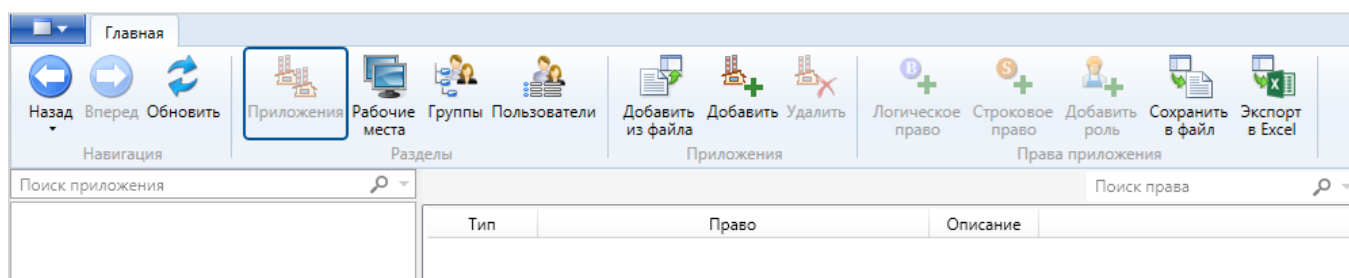 Главная
Назад Вперед Обновить Приложения Рабочие места Группы Пользователи Добавить из файла Добавить Удалить Логическое право Строковое право Добавить роль Сохранить в файл Экспорт в Excel
Навигация Разделы Приложения Права приложения
Поиск приложения Поиск права
Тип Право Описание